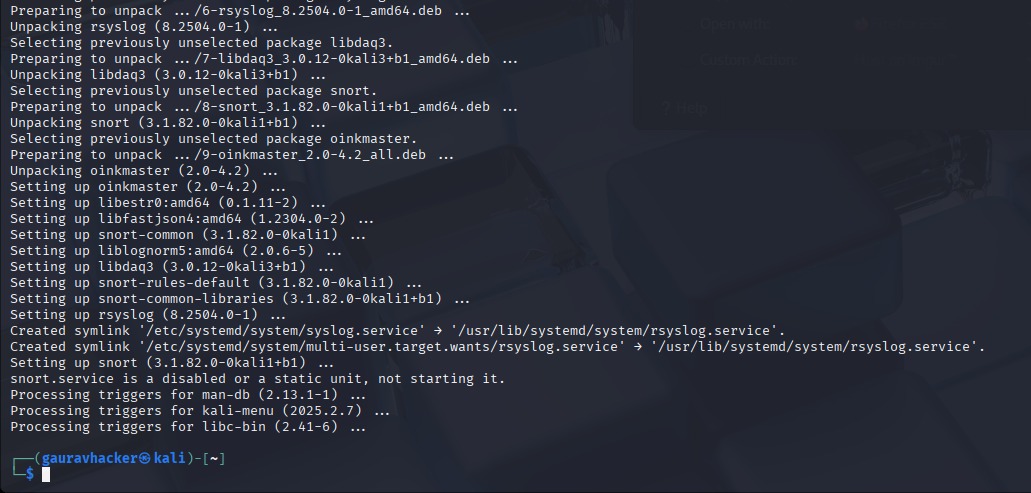 Preparing to unpack .../6-rsyslog_8.2504.0-1_amd64.deb ...
Unpacking rsyslog (8.2504.0-1) ...
Selecting previously unselected package libdaq3.
Preparing to unpack .../7-libdaq3_3.0.12-0kali3+b1_amd64.deb ...
Unpacking libdaq3 (3.0.12-0kali3+b1) ...
Selecting previously unselected package snort.
Preparing to unpack .../8-snort_3.1.82.0-0kali1+b1_amd64.deb ...
Unpacking snort (3.1.82.0-0kali1+b1) ...
Selecting previously unselected package oinkmaster.
Preparing to unpack .../9-oinkmaster_2.0-4.2_all.deb ...
Unpacking oinkmaster (2.0-4.2) ...
Setting up oinkmaster (2.0-4.2) ...
Setting up libestr0:amd64 (0.1.11-2) ...
Setting up libfastjson4:amd64 (1.2304.0-2) ...
Setting up snort-common (3.1.82.0-0kali1) ...
Setting up liblognorm5:amd64 (2.0.6-5) ...
Setting up libdaq3 (3.0.12-0kali3+b1) ...
Setting up snort-rules-default (3.1.82.0-0kali1) ...
Setting up snort-common-libraries (3.1.82.0-0kali1+b1) ...
Setting up rsyslog (8.2504.0-1) ...
Created symlink '/etc/systemd/system/syslog.service' → '/usr/lib/systemd/system/rsyslog.service'.
Created symlink '/etc/systemd/system/multi-user.target.wants/rsyslog.service' → '/usr/lib/systemd/system/rsyslog.service'.
Setting up snort (3.1.82.0-0kali1+b1) ...
snort.service is a disabled or a static unit, not starting it.
Processing triggers for man-db (2.13.1-1) ...
Processing triggers for kali-menu (2025.2.7) ...
Processing triggers for libc-bin (2.41-6) ...
┌──(gauravhacker㉿kali)-[~]
└─$